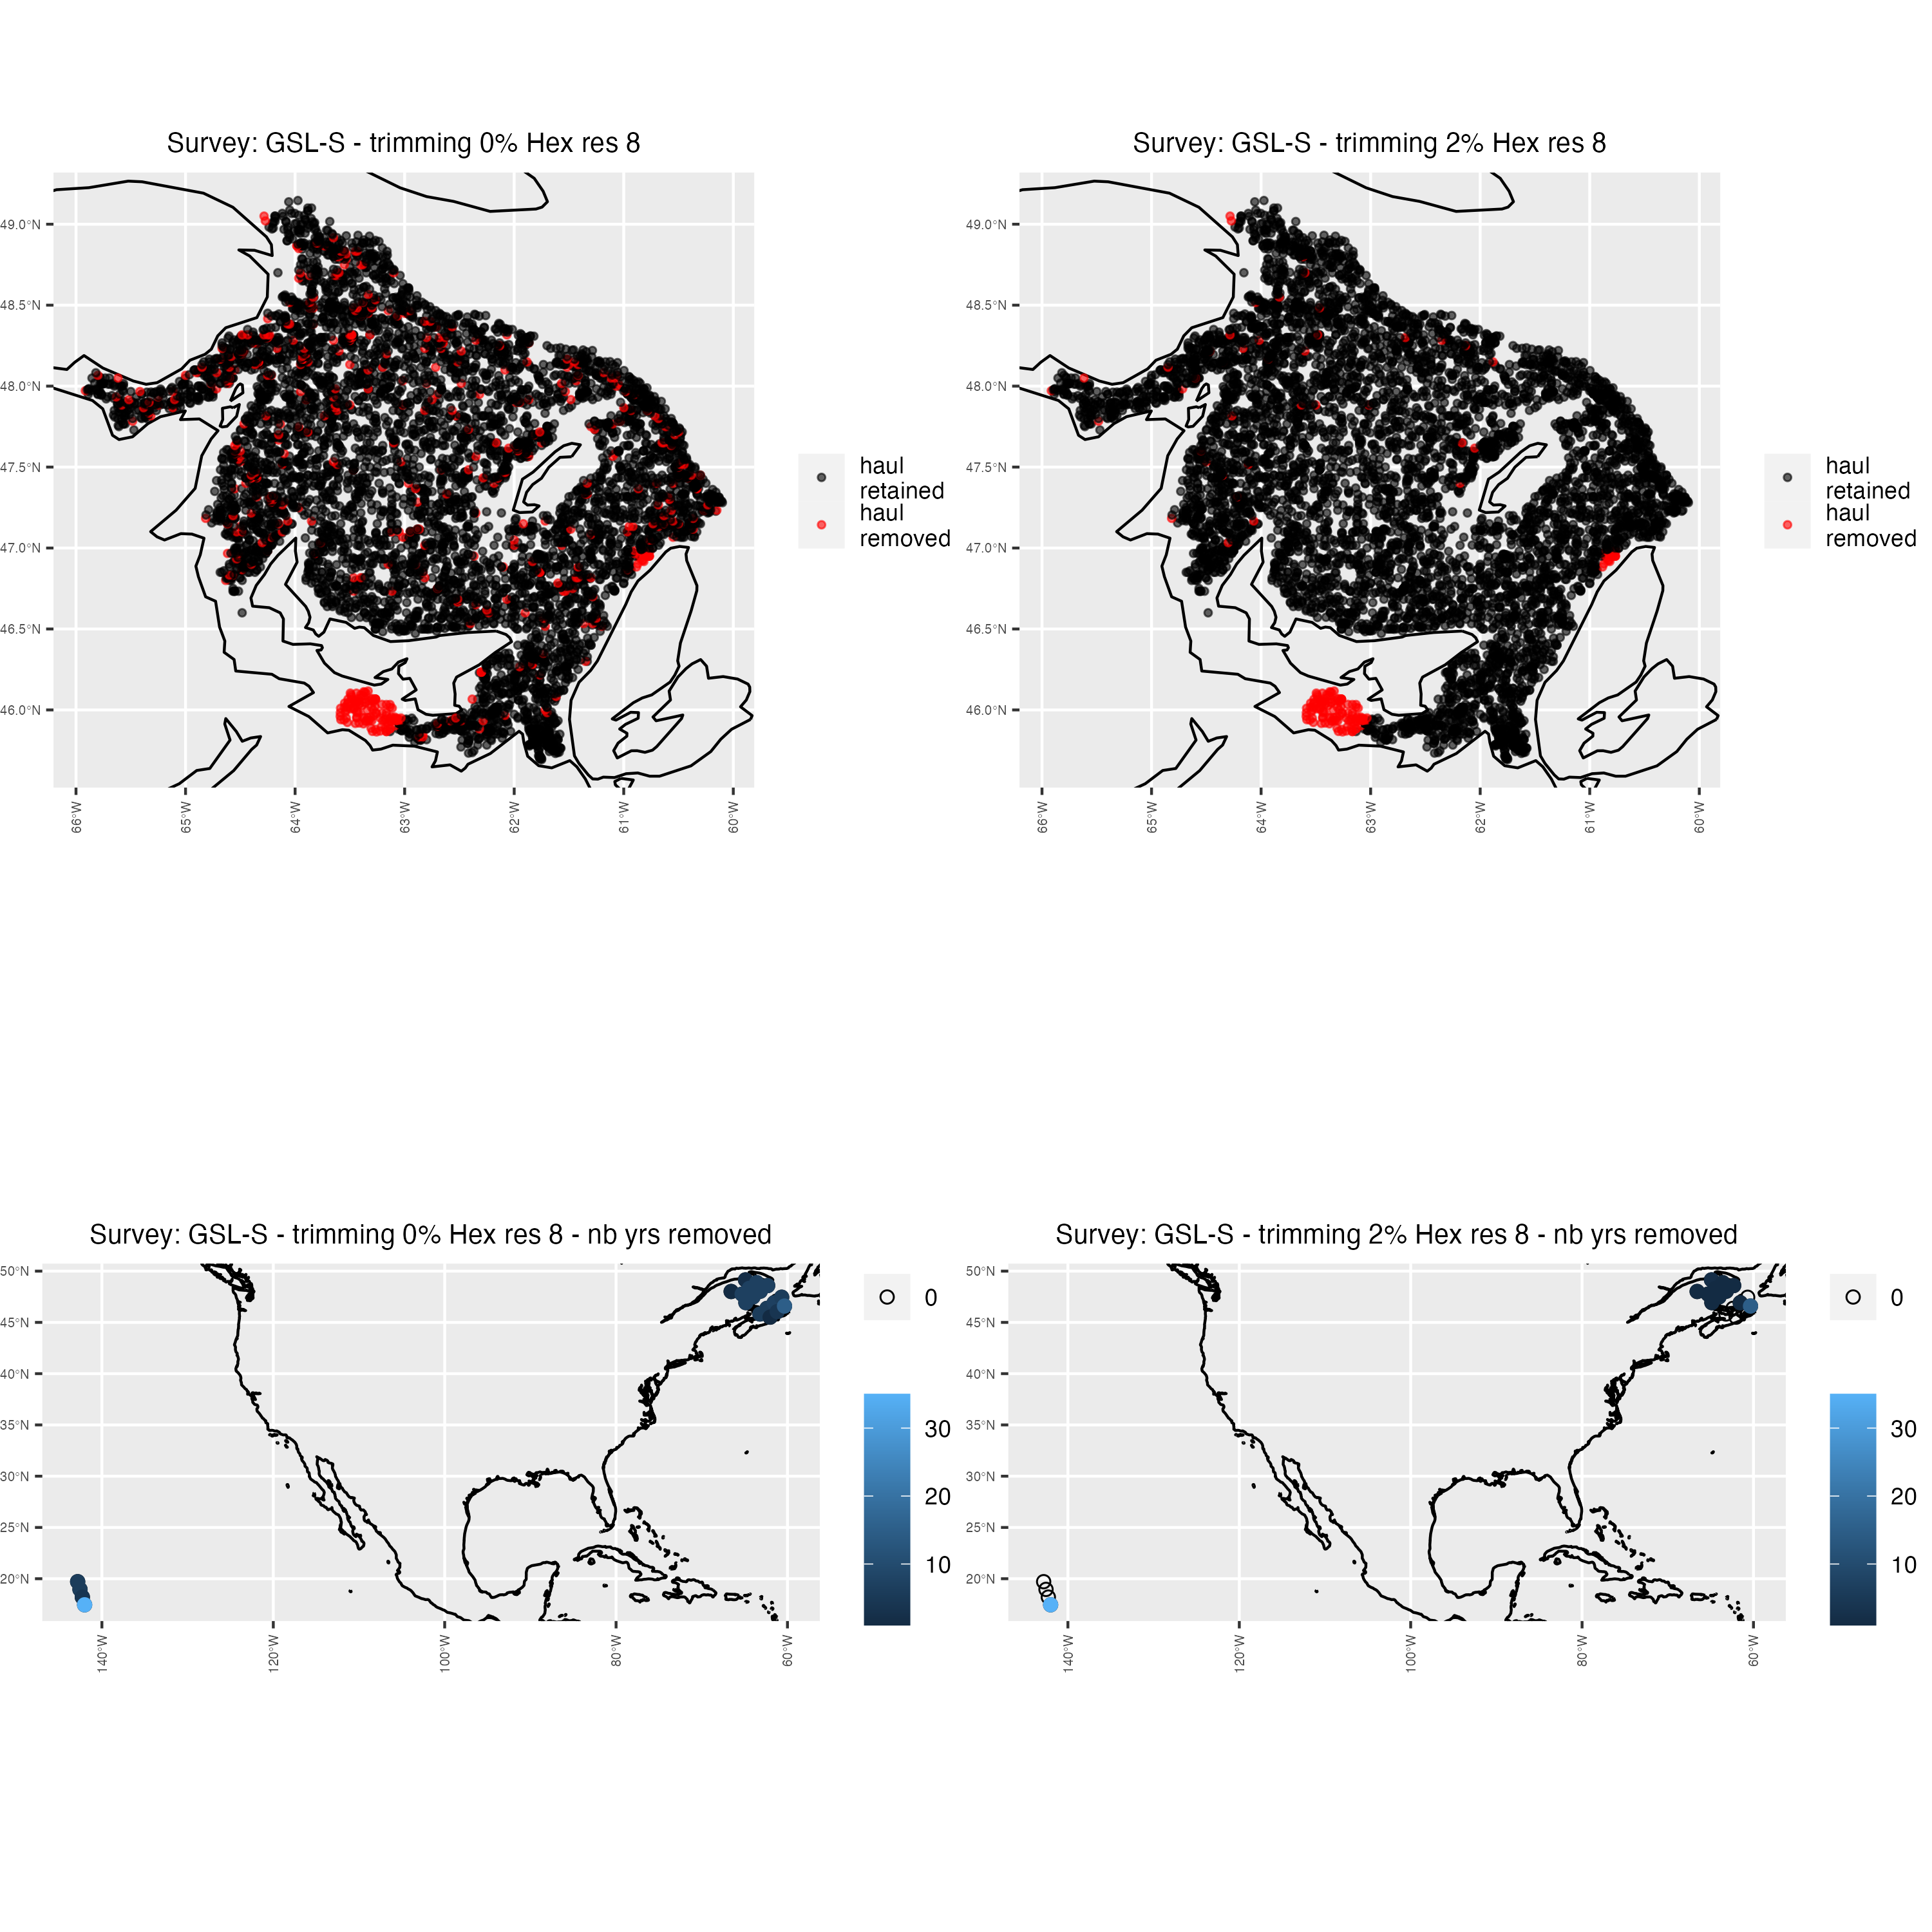 Survey: GSL-S - trimming 0% Hex res 8
49.0°N
48.5°N
48.0°N
47.5°N
47.0°N
46.5°N
46.0°N
66°W
65°W
64°W
63°W
62°W
61°W
60°W
haul
retained
haul
removed
Survey: GSL-S - trimming 2% Hex res 8
49.0°N
48.5°N
48.0°N
47.5°N
47.0°N
46.5°N
46.0°N
66°W
65°W
64°W
63°W
62°W
61°W
60°W
haul
retained
haul
removed
Survey: GSL-S - trimming 0% Hex res 8 - nb yrs removed
50°N
45°N
40°N
35°N
30°N
25°N
20°N
140°W
120°W
100°W
80°W
60°W
0
30
20
10
Survey: GSL-S - trimming 2% Hex res 8 - nb yrs removed
50°N
45°N
40°N
35°N
30°N
25°N
20°N
140°W
120°W
100°W
80°W
60°W
0
30
20
10